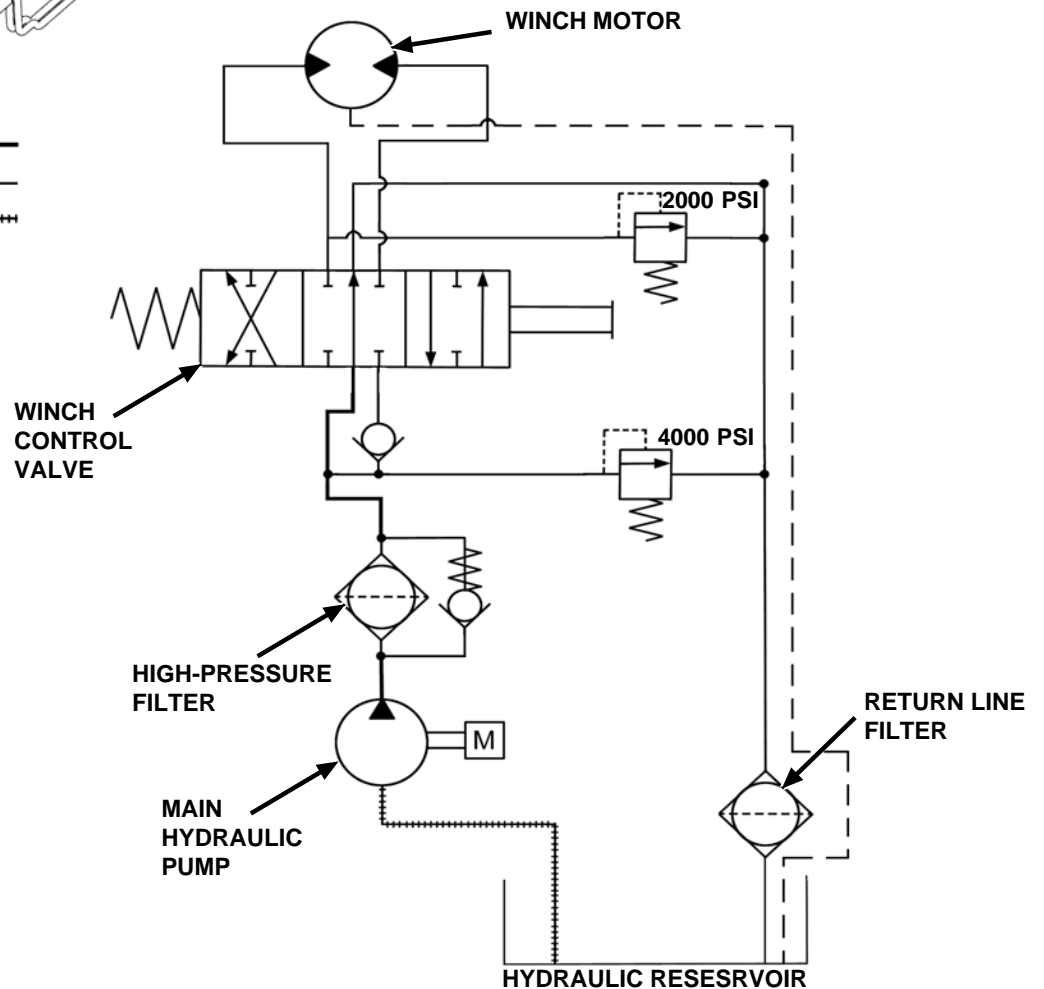 WINCH MOTOR
2000 PSI
WINCH
CONTROL
VALVE
4000 PSI
HIGH-PRESSURE
FILTER
M
RETURN LINE
FILTER
MAIN
HYDRAULIC
PUMP
HYDRAULIC RESESRVOIR